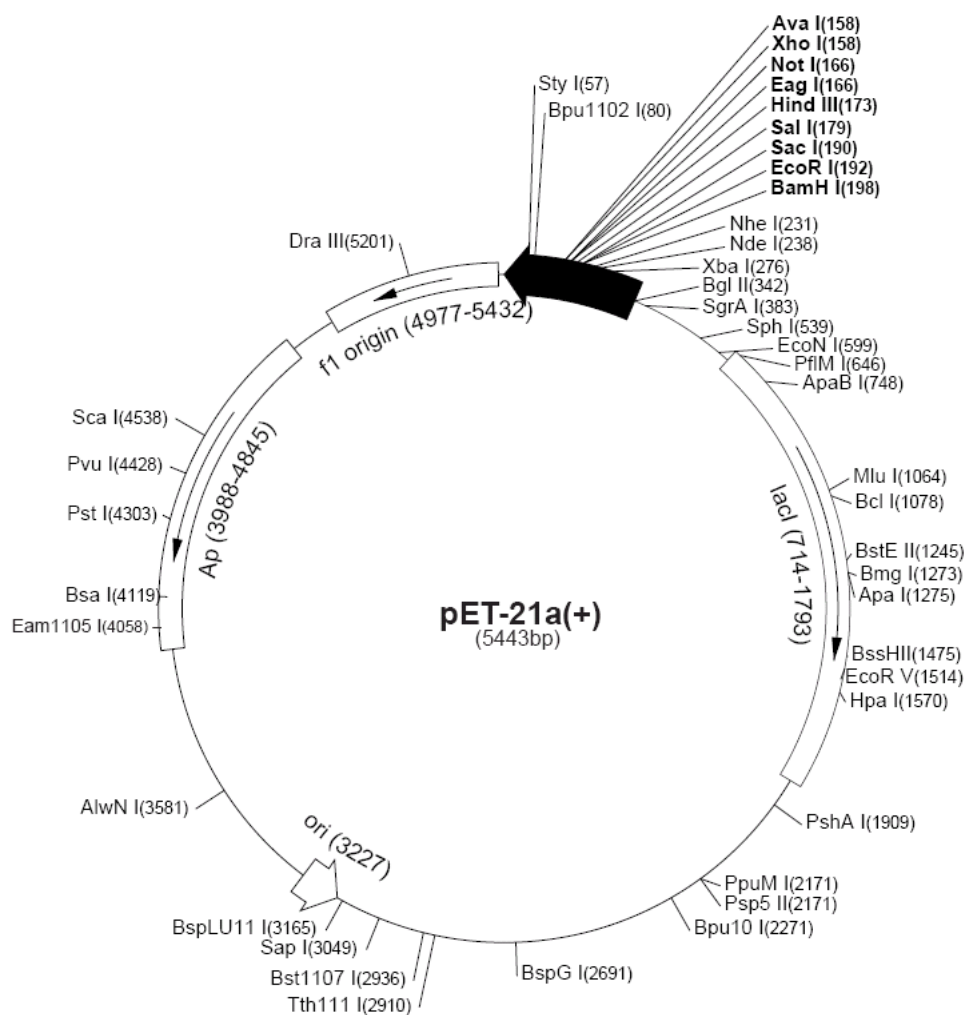 Ava I(158)
Xho I(158)
Not I(166)
Eag I(166)
Hind III(173)
Sal I(179)
Sac I(190)
EcoR I(192)
BamH I(198)
Sty I(57)
Bpu1102 I(80)
Nhe I(231)
Nde I(238)
Xba I(276)
Bgl II(342)
SgrA I(383)
Sph I(539)
EcoN I(599)
PflM I(646)
ApaB I(748)
Dra III(5201)
f1 origin (4977-5432)
Sca I(4538)
Pvu I(4428)
Pst I(4303)
Bsa I(4119)
Eam1105 I(4058)
Ap (3988-4845)
lacI (714-1793)
Mlu I(1064)
Bcl I(1078)
BstE II(1245)
Bmg I(1273)
Apa I(1275)
BssHII(1475)
EcoR V(1514)
Hpa I(1570)
pET-21a(+)
(5443bp)
AlwN I(3581)
ori (3227)
PshA I(1909)
PpuM I(2171)
Psp5 II(2171)
Bpu10 I(2271)
BspLU11 I(3165)
Sap I(3049)
Bst1107 I(2936)
Tth111 I(2910)
BspG I(2691)